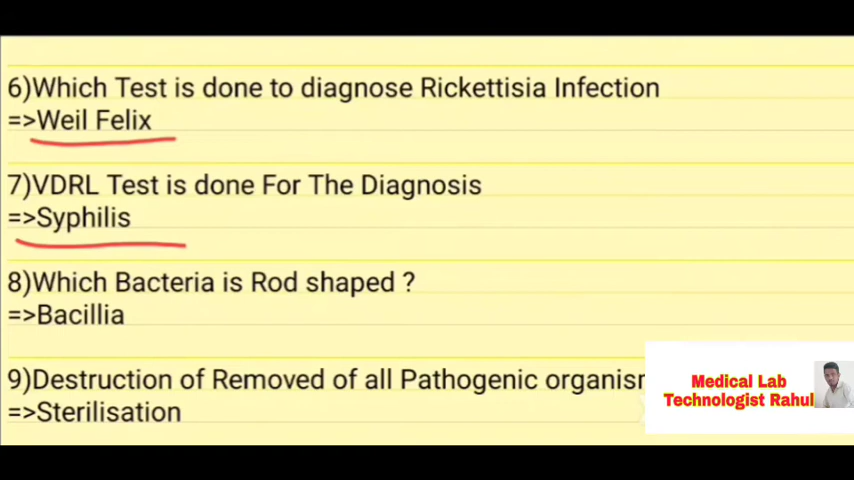 6)Which Test is done to diagnose Rickettisia Infection
=>Weil Felix
7)VDRL Test is done For The Diagnosis
=>Syphilis
8)Which Bacteria is Rod shaped ?
=>Bacillia
9)Destruction of Removed of all Pathogenic organism
=>Sterilisation
Medical Lab
Technologist Rahul